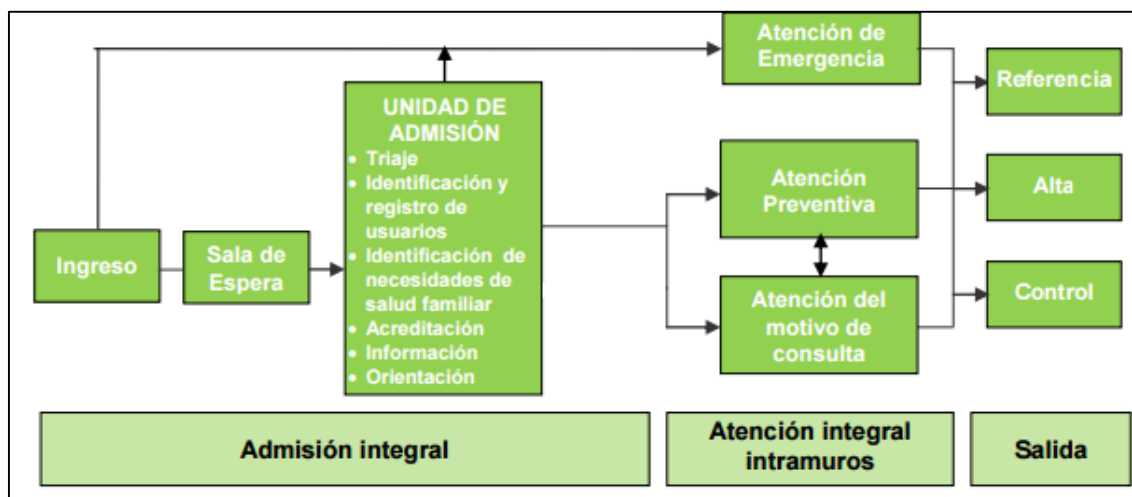 Atención de
Emergencia
Referencia
UNIDAD DE
ADMISIÓN
• Triaje
• Identificación y
registro de
usuarios
• Identificación de
necesidades de
salud familiar
• Acreditación
• Información
• Orientación
Atención
Preventiva
Alta
Ingreso
Sala de
Espera
Atención del
motivo de
consulta
Control
Admisión integral
Atención integral
intramuros
Salida